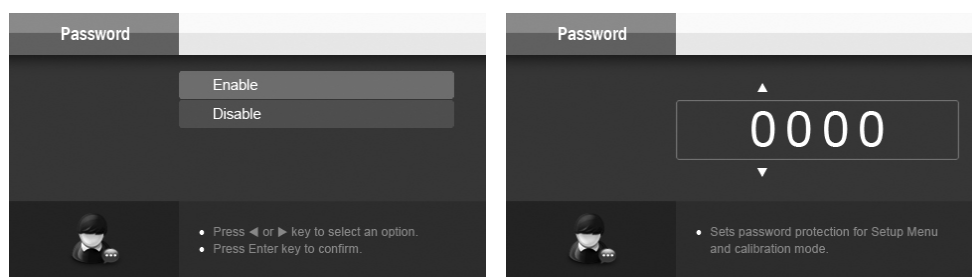 Password
Enable
Disable
• Press ◀ or ▶ key to select an option.
• Press Enter key to confirm.
Password
▲
0000
▼
• Sets password protection for Setup Menu
and calibration mode.